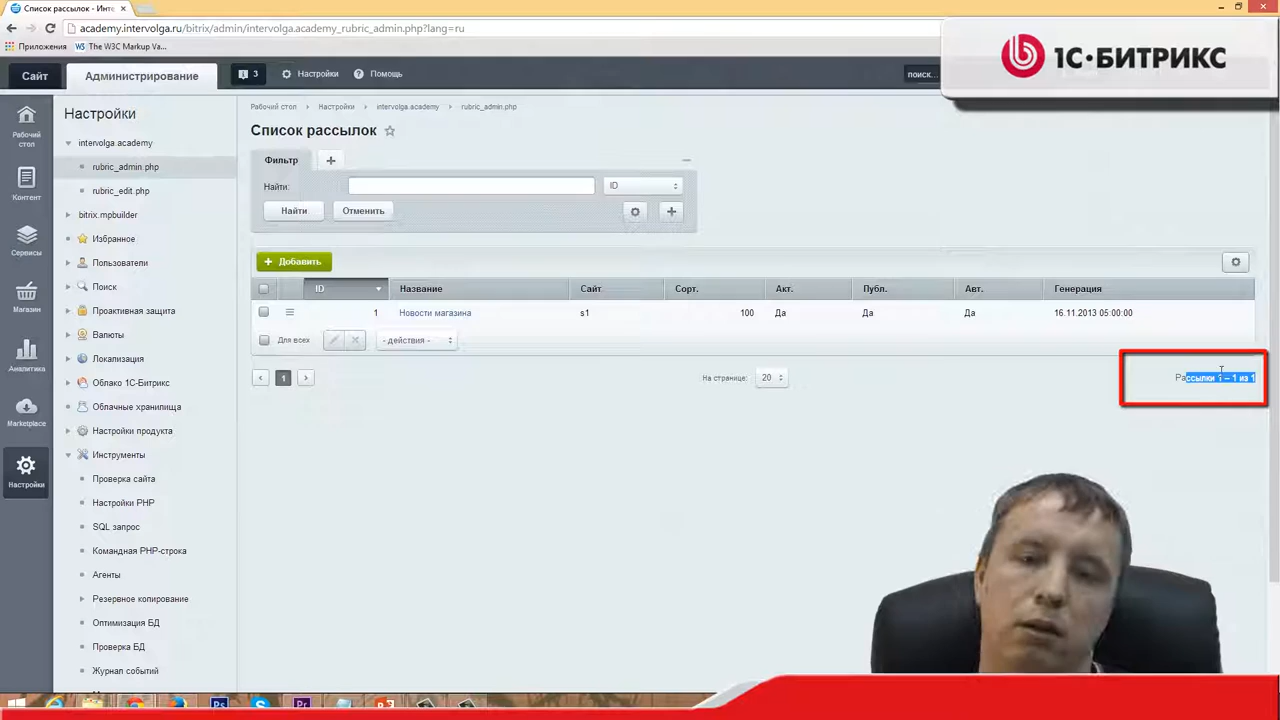 Список рассылок - Инте
academy.intervolga.ru/bitrix/admin/intervolga.academy_rubric_admin.php?lang=ru
Приложения
The W3C Markup Va...
1С·БИТРИКС
Сайт
Администрирование
3
Настройки
Помощь
поиск...
Рабочий стол
Контент
Сервисы
Магазин
Аналитика
Marketplace
Настройки
Настройки
intervolga.academy
rubric_admin.php
rubric_edit.php
bitrix.mpbuilder
Избранное
Пользователи
Поиск
Проактивная защита
Валюты
Локализация
Облако 1С-Битрикс
Облачные хранилища
Настройки продукта
Инструменты
Проверка сайта
Настройки PHP
SQL запрос
Командная PHP-строка
Агенты
Резервное копирование
Оптимизация БД
Проверка БД
Журнал событий
Рабочий стол Настройки intervolga.academy rubric_admin.php
Список рассылок
Фильтр
Найти: ID
Найти Отменить
+ Добавить
ID Название Сайт Сорт. Акт. Публ. Авт. Генерация
1 Новости магазина s1 100 Да Да Да 16.11.2013 05:00:00
Для всех - действия -
1 На странице: 20 Рассылки 1 – 1 из 1